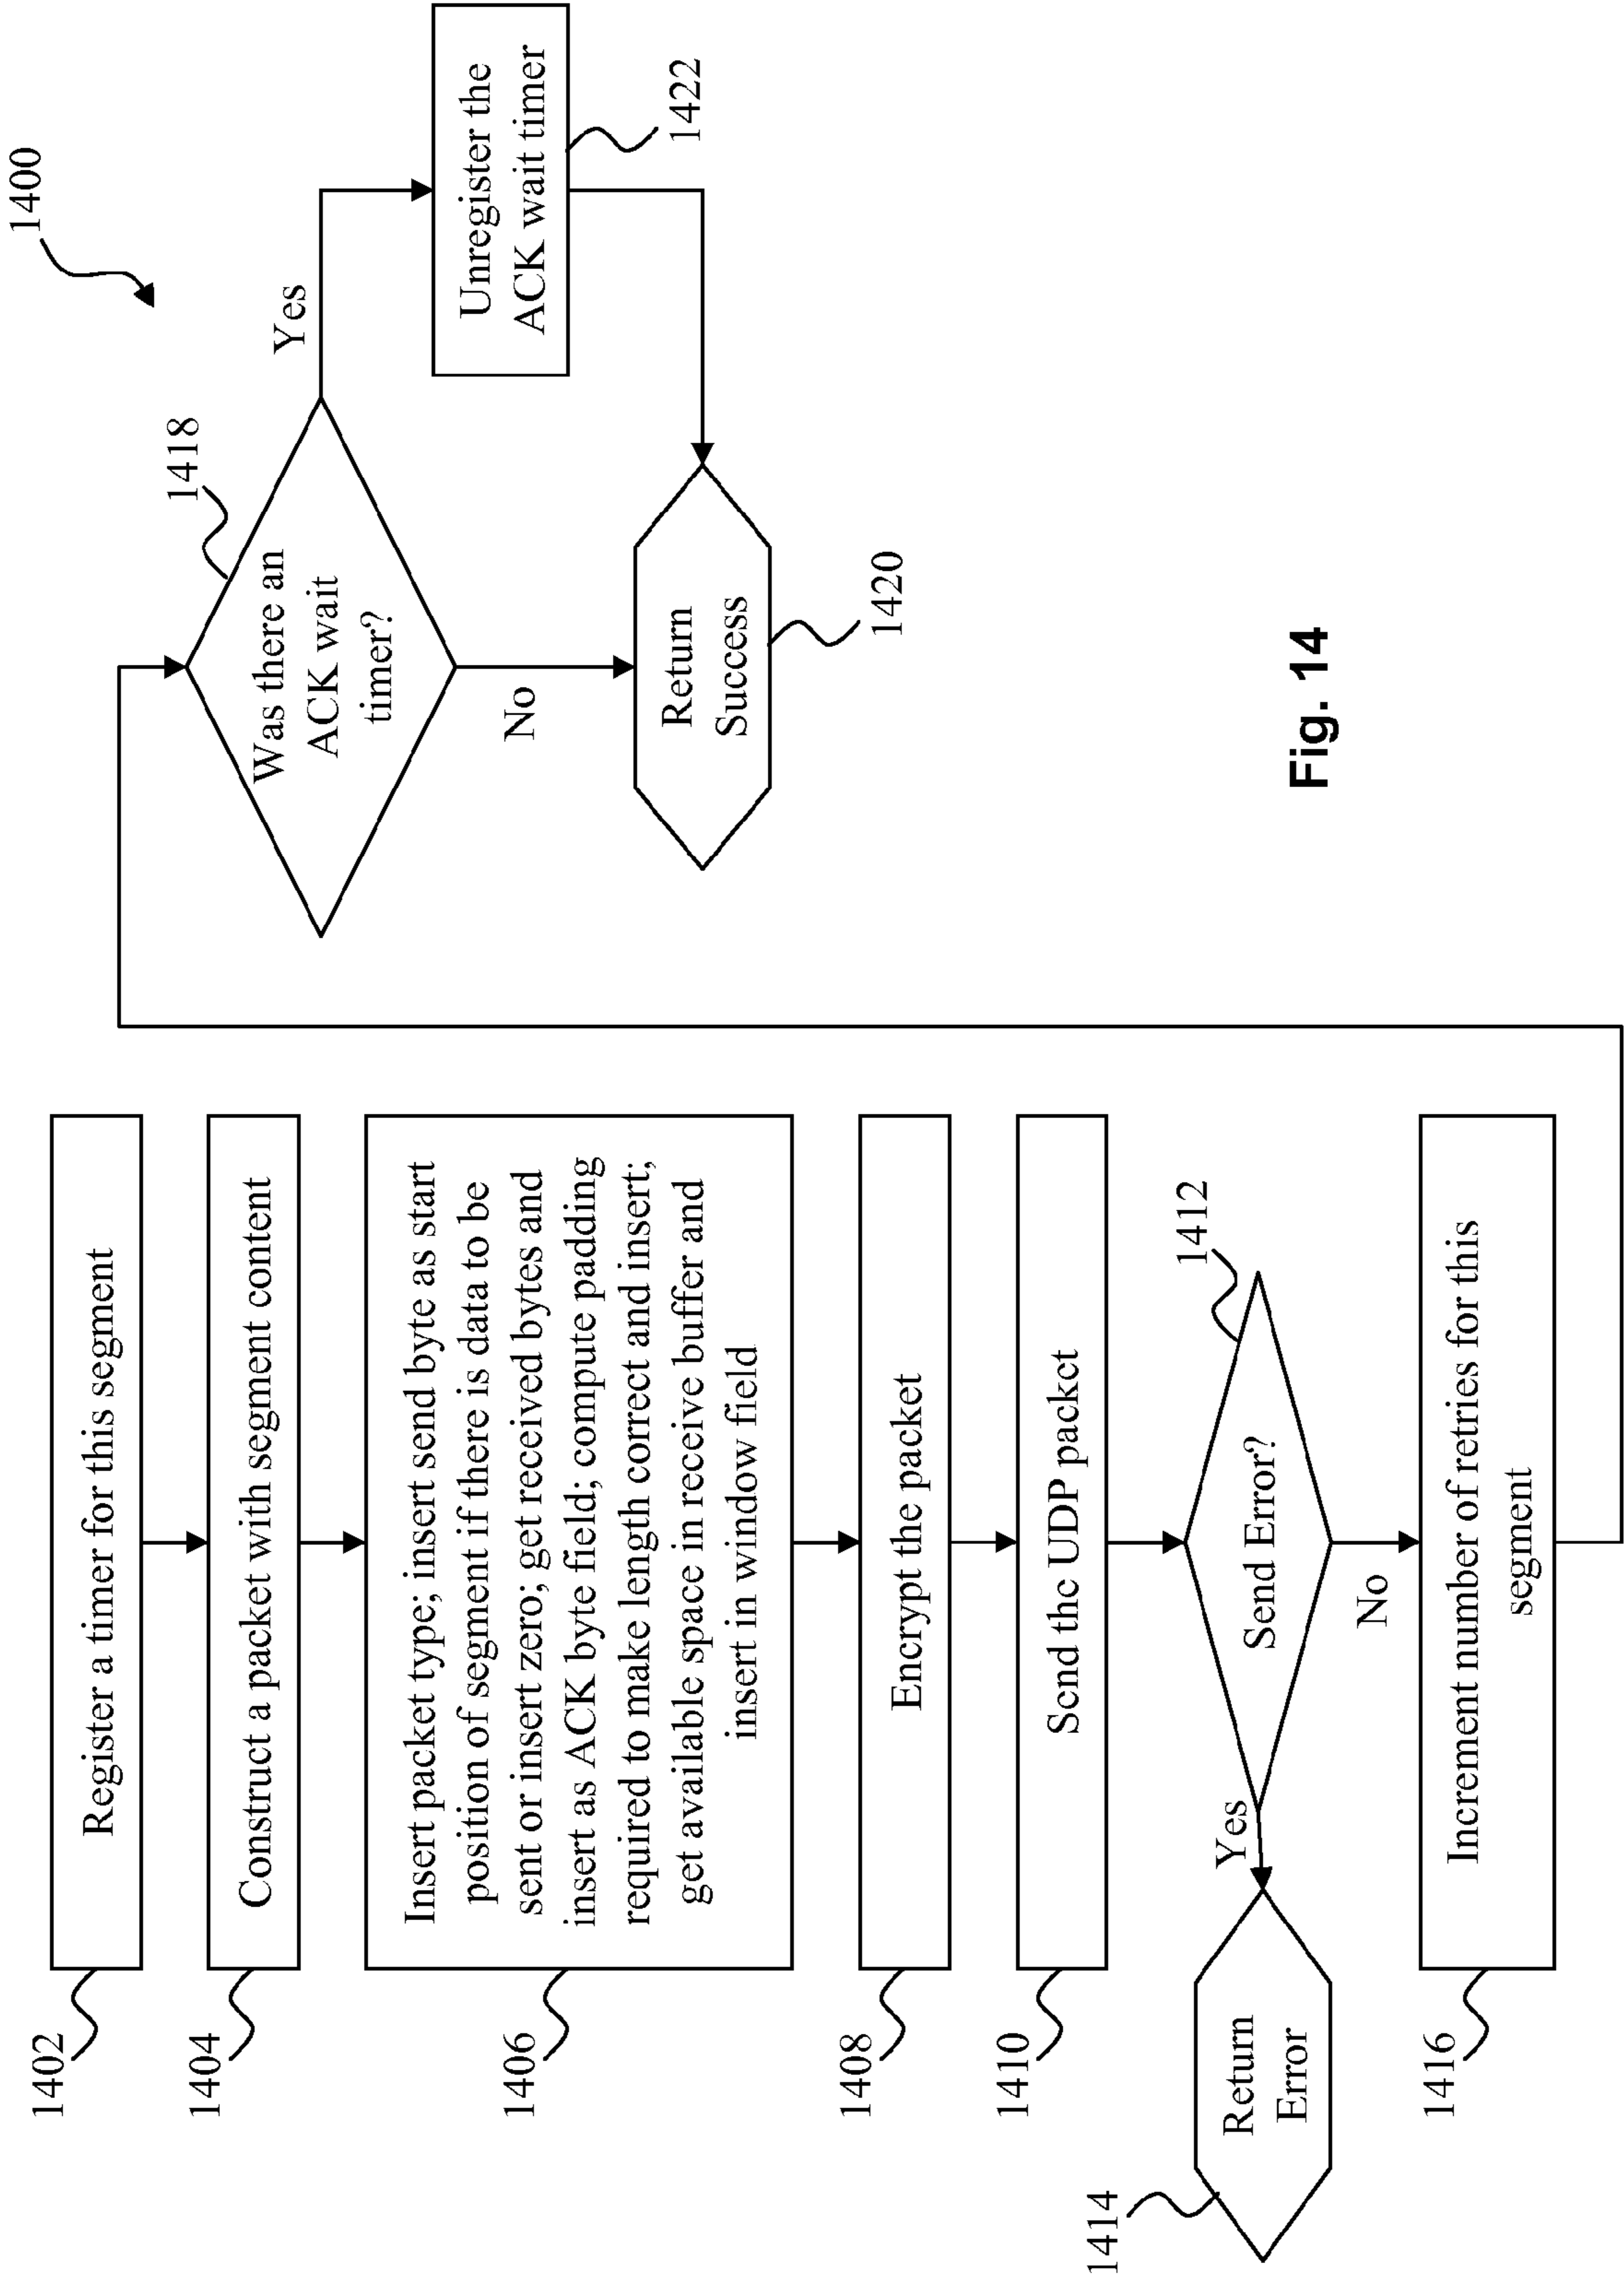 1400
1402
Register a timer for this segment
1404
Construct a packet with segment content
1406
Insert packet type; insert send byte as start
position of segment if there is data to be
sent or insert zero; get received bytes and
insert as ACK byte field; compute padding
required to make length correct and insert;
get available space in receive buffer and
insert in window field
1408
Encrypt the packet
1410
Send the UDP packet
1412
Send Error?
Yes
1414
Return
Error
No
1416
Increment number of retries for this
segment
1418
Was there an
ACK wait
timer?
Yes
1422
Unregister the
ACK wait timer
No
1420
Return
Success
Fig. 14